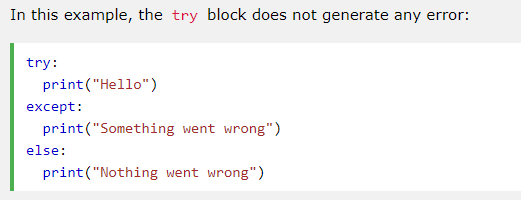 In this example, the try block does not generate any error:
try:
  print("Hello")
except:
  print("Something went wrong")
else:
  print("Nothing went wrong")